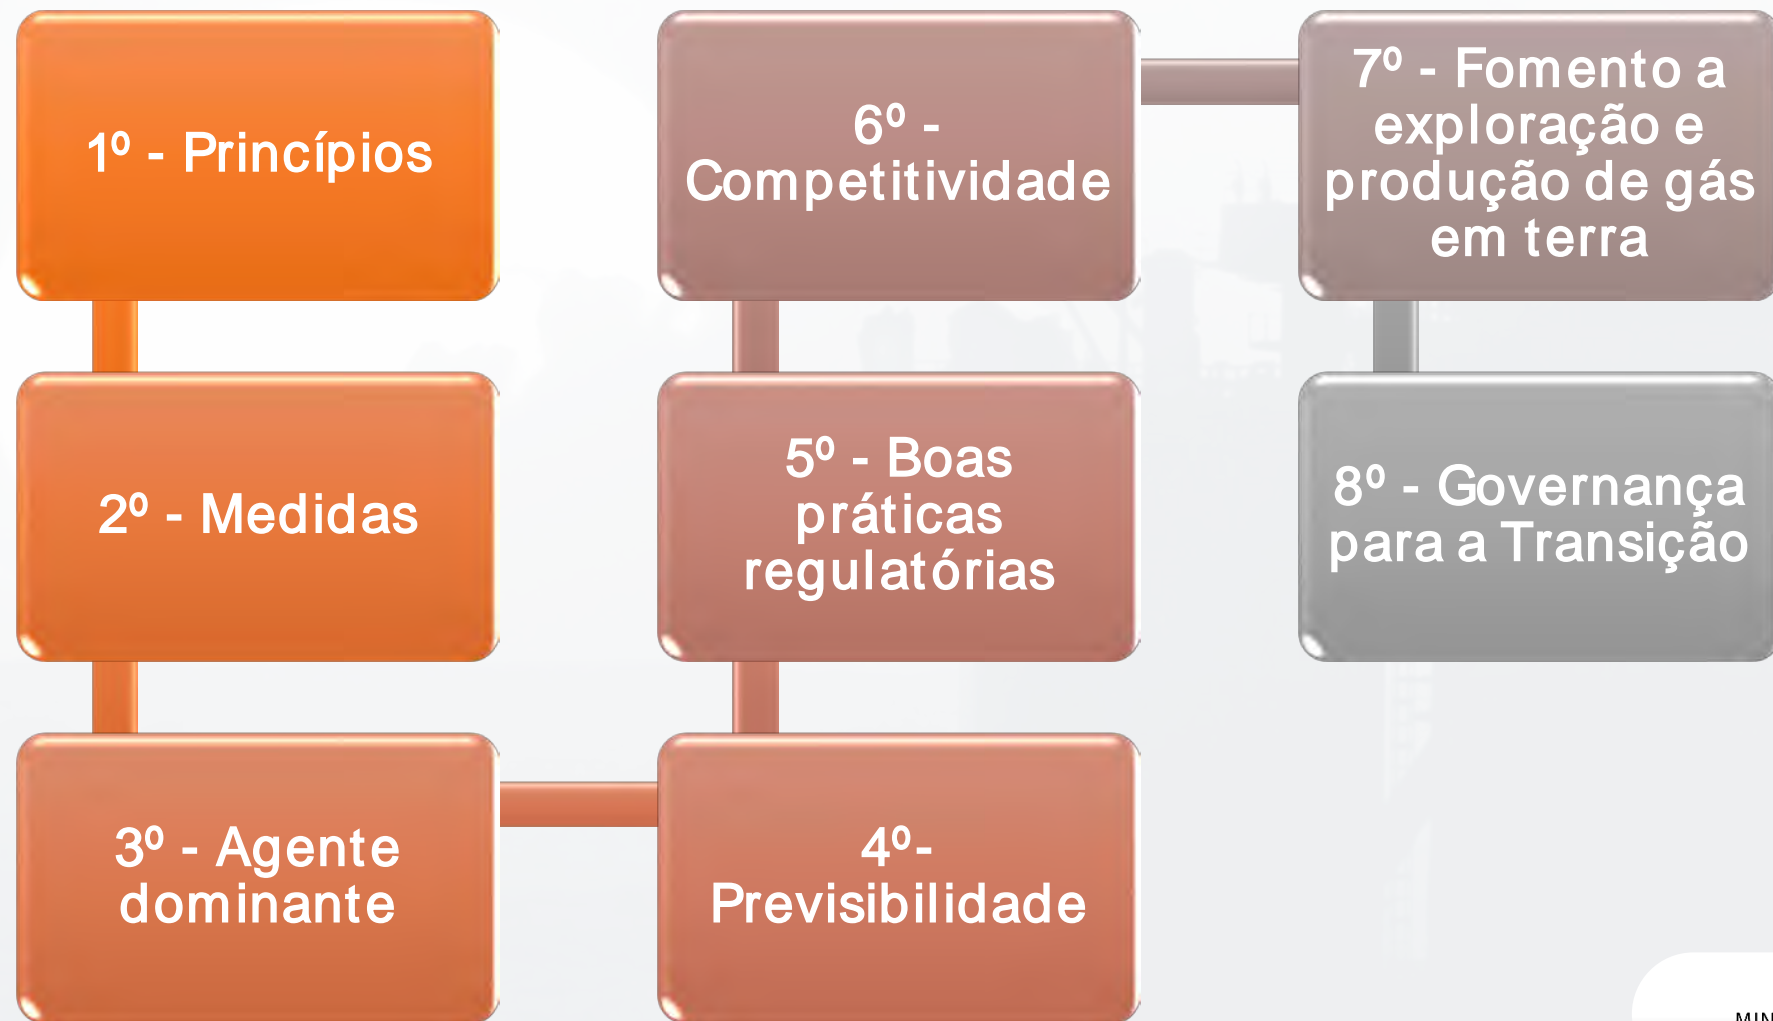 1º - Princípios
2º - Medidas
3º - Agente
dominante
4º-
Previsibilidade
5º - Boas
práticas
regulatórias
6º -
Competitividade
7º - Fomento a
exploração e
produção de gás
em terra
8º - Governança
para a Transição